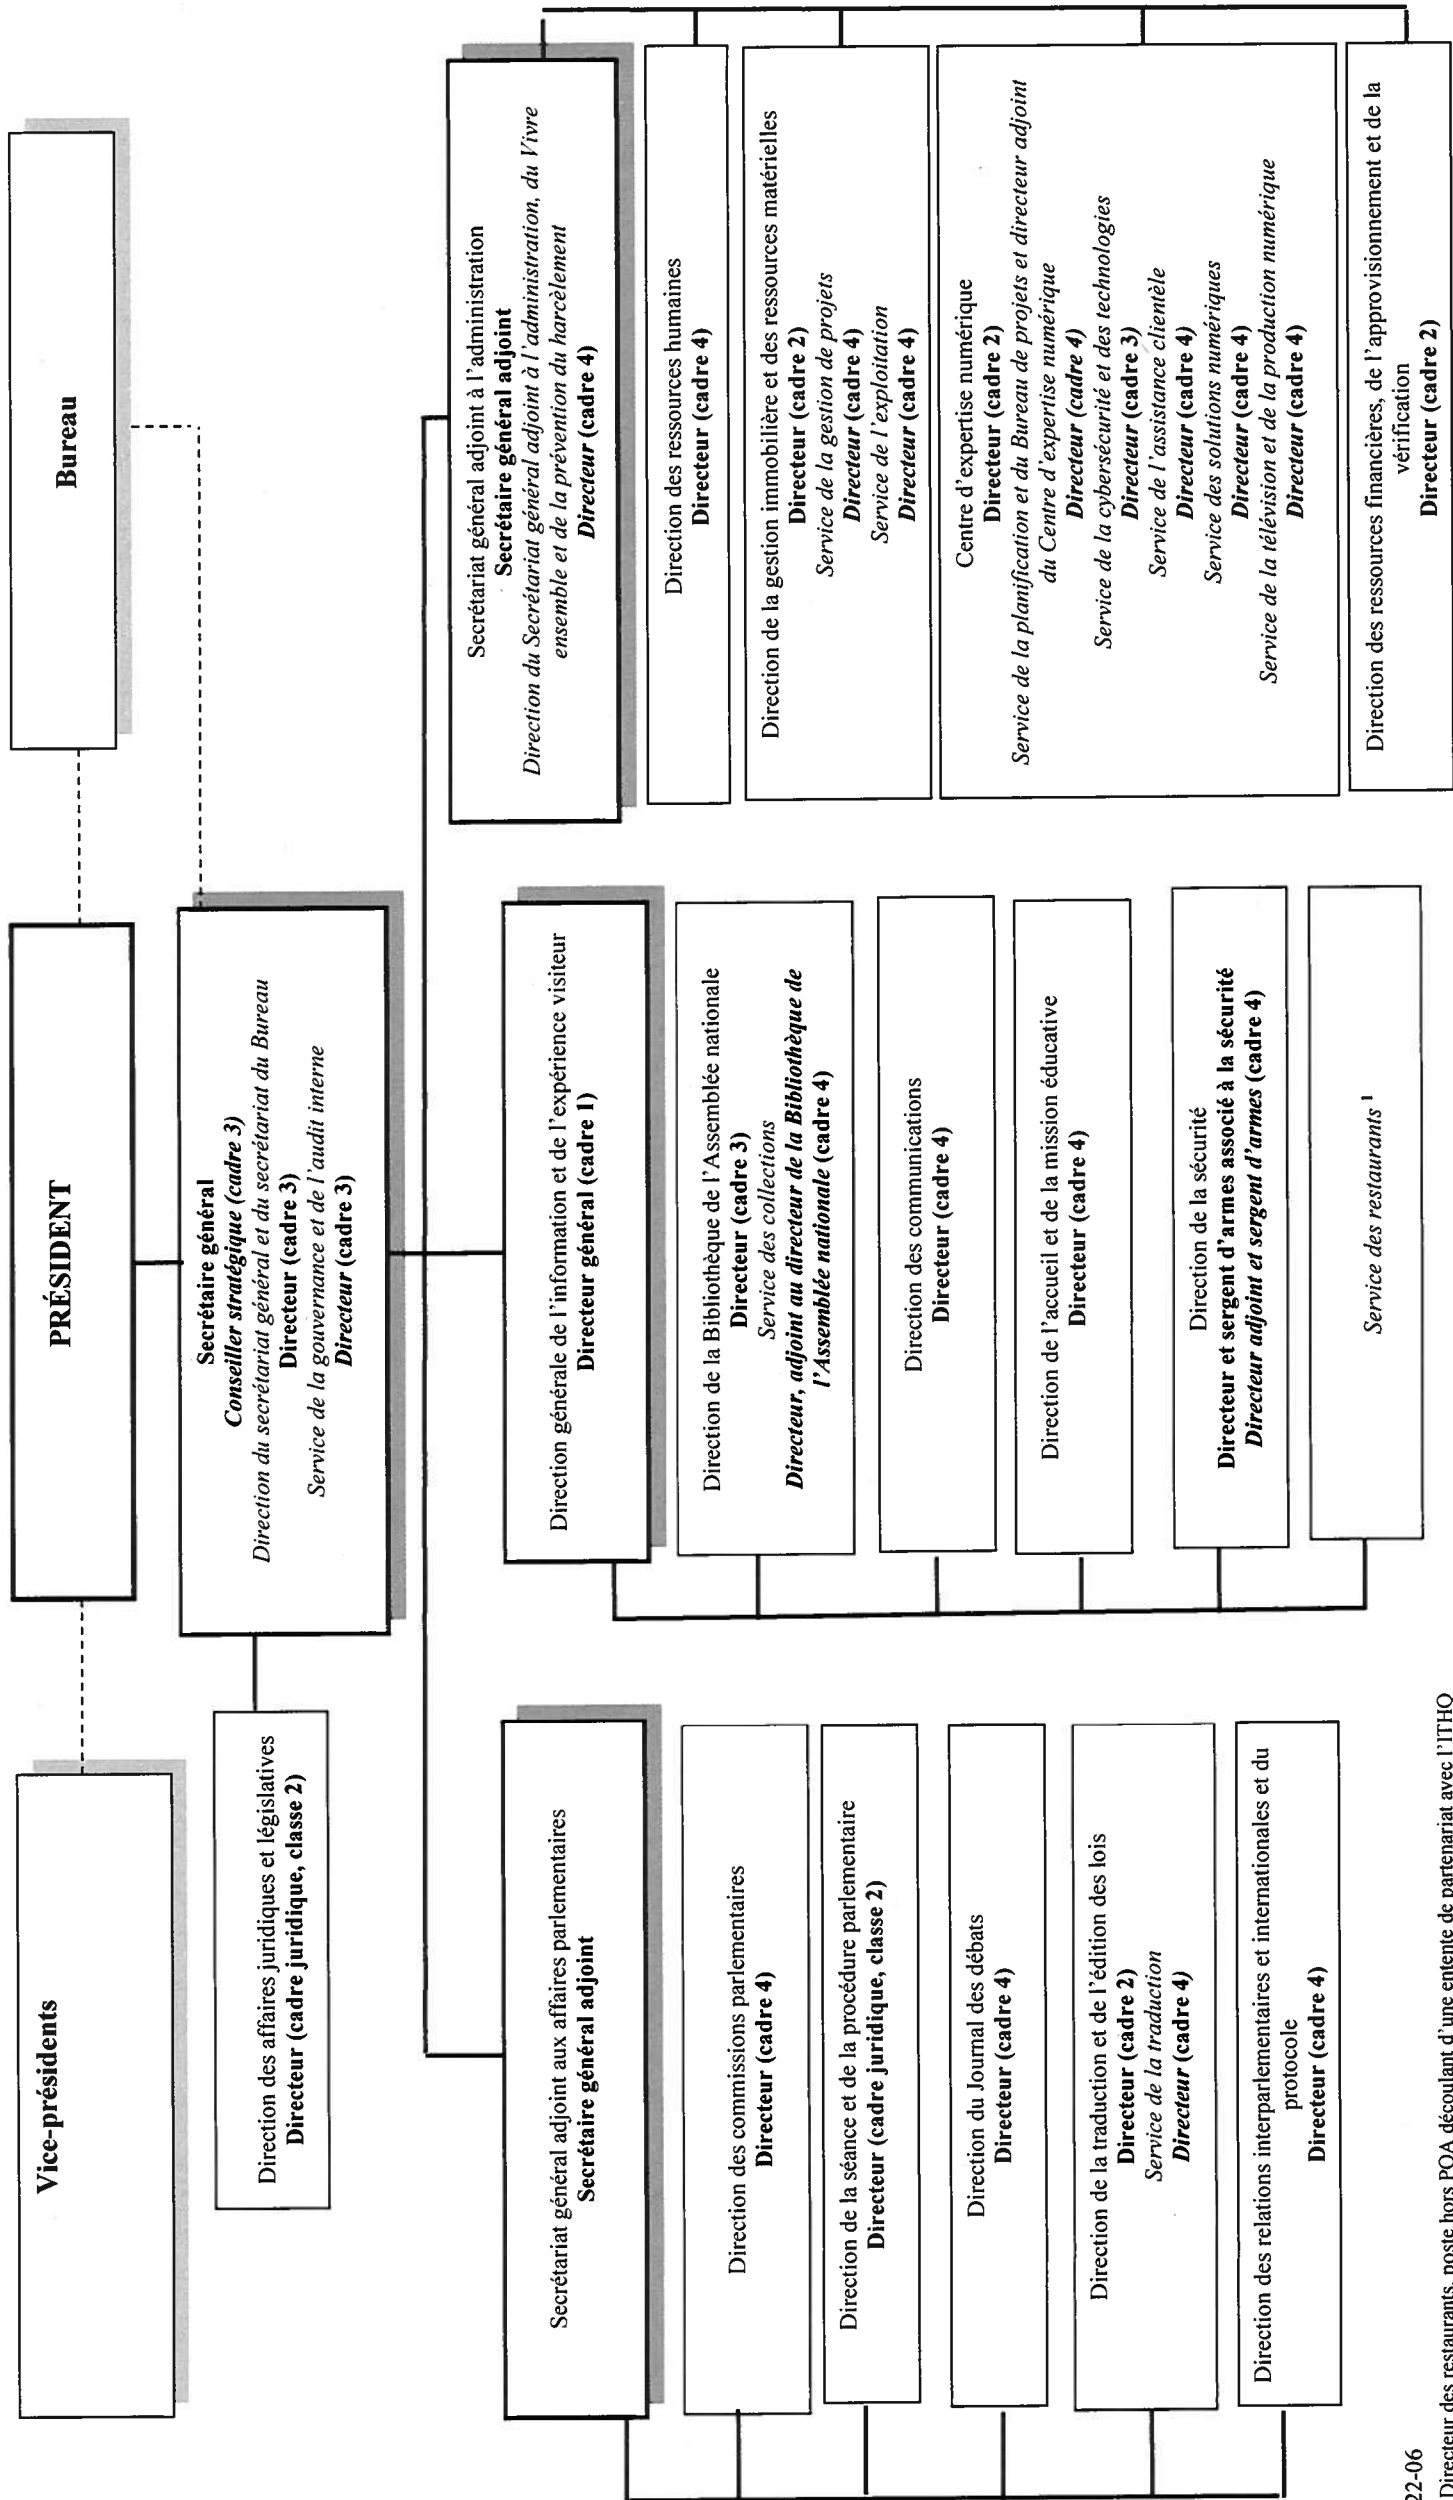 Vice-présidents
PRÉSIDENT
Bureau
Secrétaire général
Conseiller stratégique (cadre 3)
Direction du secrétariat général et du secrétariat du Bureau
Directeur (cadre 3)
Service de la gouvernance et de l'audit interne
Directeur (cadre 3)
Direction des affaires juridiques et législatives
Directeur (cadre juridique, classe 2)
Secrétariat général adjoint aux affaires parlementaires
Secrétaire général adjoint
Direction des commissions parlementaires
Directeur (cadre 4)
Direction de la séance et de la procédure parlementaire
Directeur (cadre juridique, classe 2)
Direction du Journal des débats
Directeur (cadre 4)
Direction de la traduction et de l'édition des lois
Directeur (cadre 2)
Service de la traduction
Directeur (cadre 4)
Direction des relations interparlementaires et internationales et du
protocole
Directeur (cadre 4)
Direction générale de l'information et de l'expérience visiteur
Directeur général (cadre 1)
Direction de la Bibliothèque de l'Assemblée nationale
Directeur (cadre 3)
Service des collections
Directeur, adjoint au directeur de la Bibliothèque de
l'Assemblée nationale (cadre 4)
Direction des communications
Directeur (cadre 4)
Direction de l'accueil et de la mission éducative
Directeur (cadre 4)
Direction de la sécurité
Directeur et sergent d'armes associé à la sécurité
Directeur adjoint et sergent d'armes (cadre 4)
Service des restaurants 1
Secrétariat général adjoint à l'administration
Secrétaire général adjoint
Direction du Secrétariat général adjoint à l'administration, du Vivre
ensemble et de la prévention du harcèlement
Directeur (cadre 4)
Direction des ressources humaines
Directeur (cadre 4)
Direction de la gestion immobilière et des ressources matérielles
Directeur (cadre 2)
Service de la gestion de projets
Directeur (cadre 4)
Service de l'exploitation
Directeur (cadre 4)
Centre d'expertise numérique
Directeur (cadre 2)
Service de la planification et du Bureau de projets et directeur adjoint
du Centre d'expertise numérique
Directeur (cadre 4)
Service de la cybersécurité et des technologies
Directeur (cadre 3)
Service de l'assistance clientèle
Directeur (cadre 4)
Service des solutions numériques
Directeur (cadre 4)
Service de la télévision et de la production numérique
Directeur (cadre 4)
Direction des ressources financières, de l'approvisionnement et de la
vérification
Directeur (cadre 2)
22-06
Directeur des restaurants, poste hors POA découlant d'une entente de partenariat avec l'ITHQ